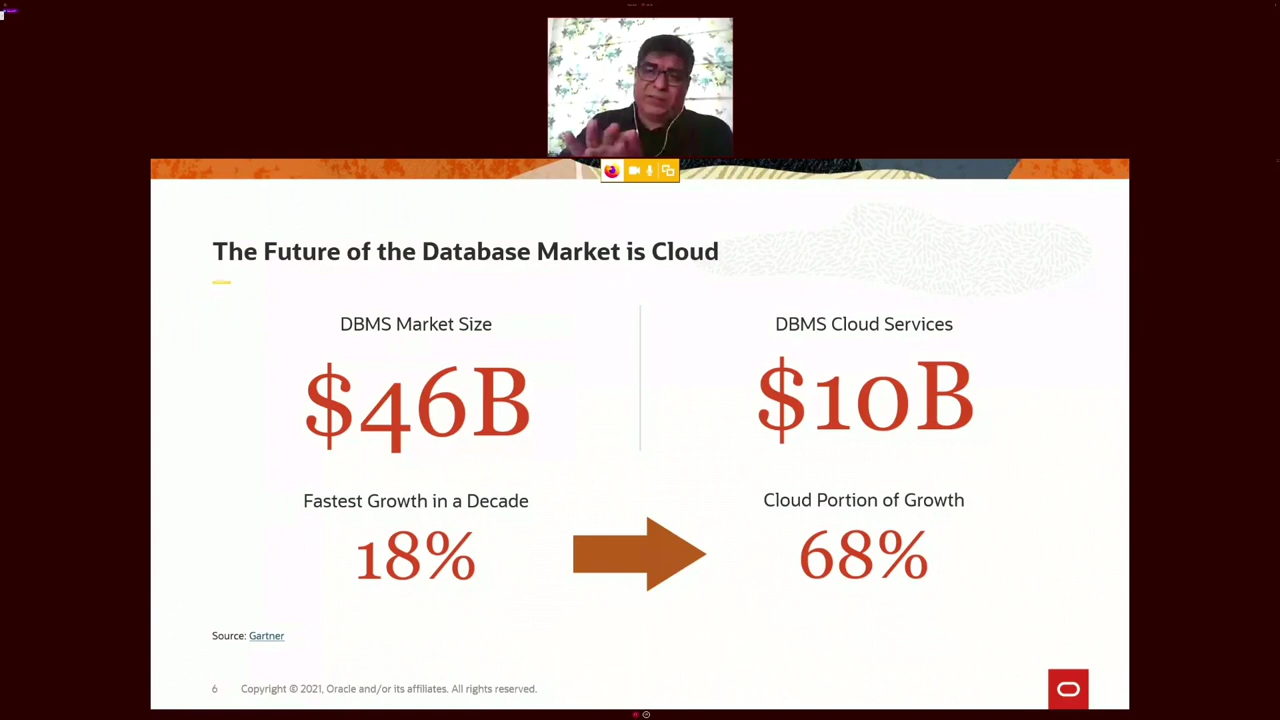 The Future of the Database Market is Cloud
DBMS Market Size
$46B
DBMS Cloud Services
$10B
Fastest Growth in a Decade
18%
Cloud Portion of Growth
68%
Source: Gartner
6 Copyright © 2021, Oracle and/or its affiliates. All rights reserved.